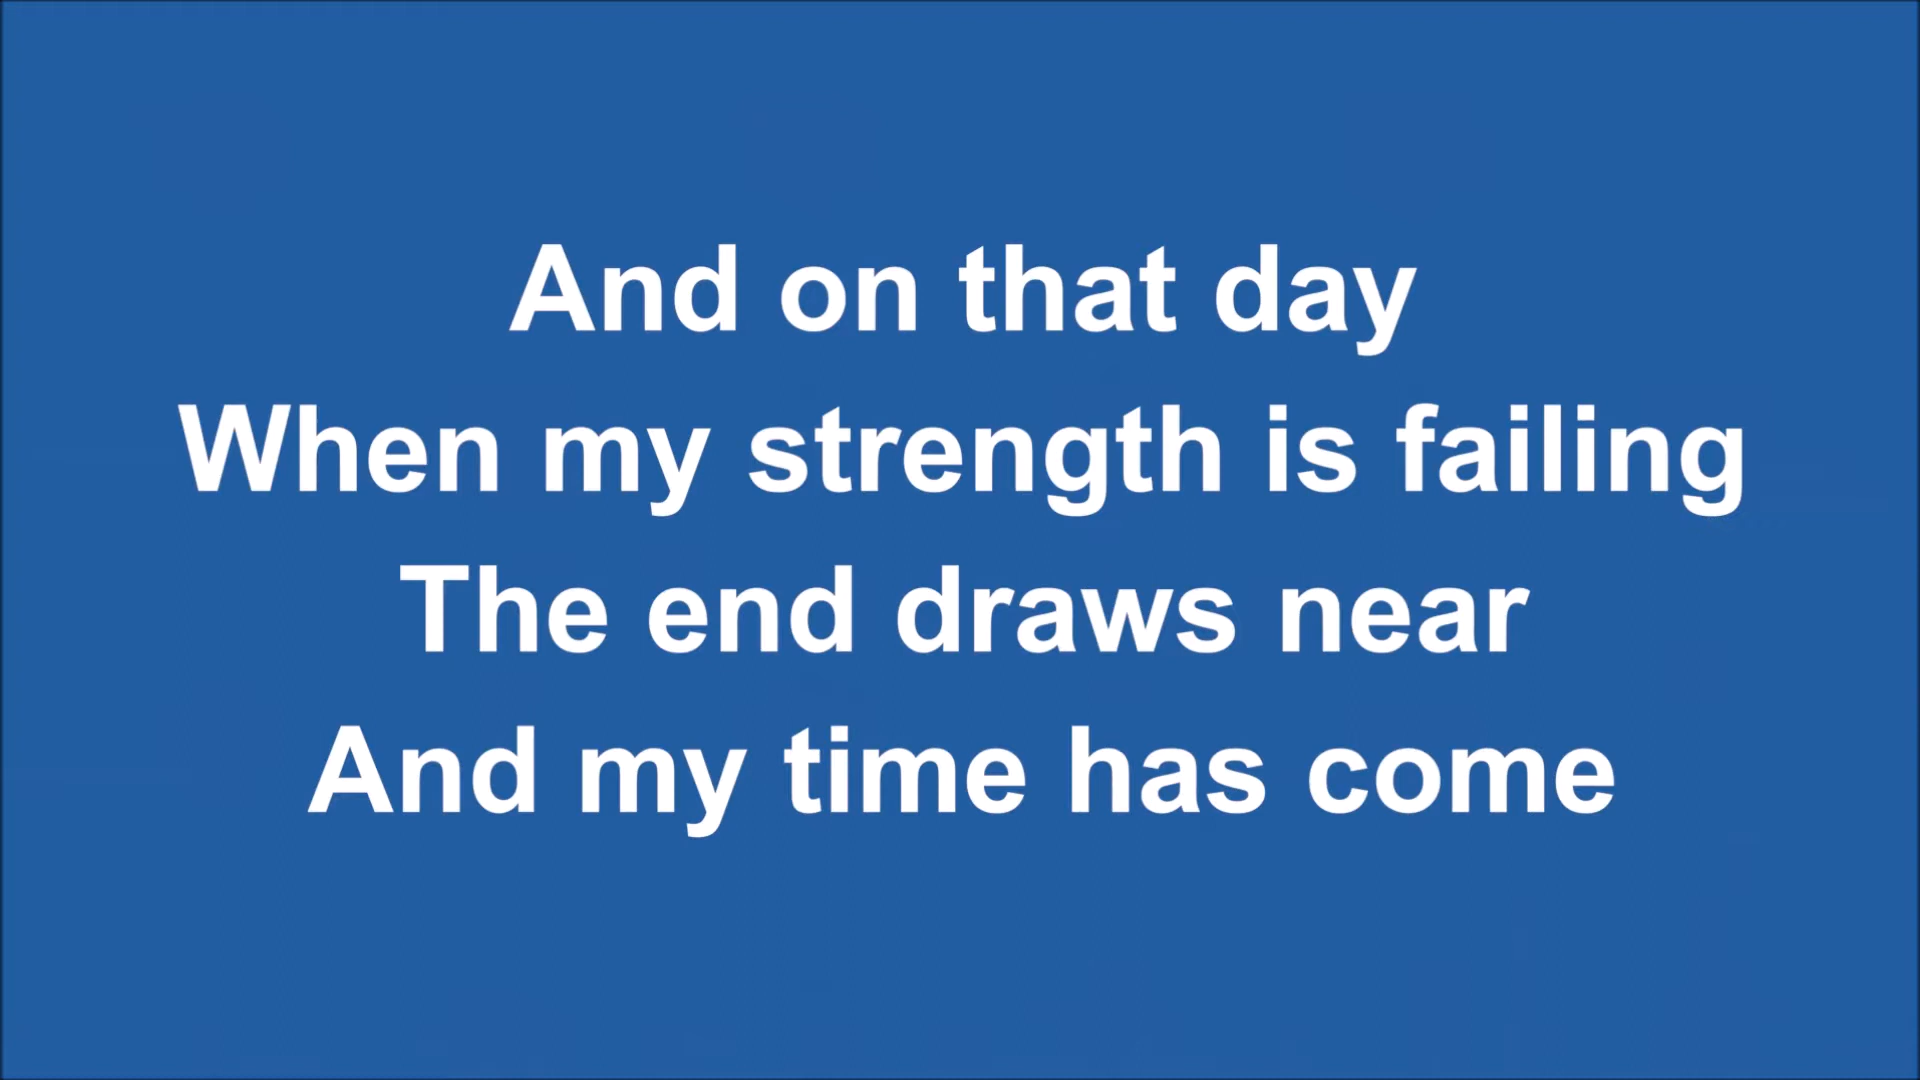 And on that day
When my strength is failing
The end draws near
And my time has come